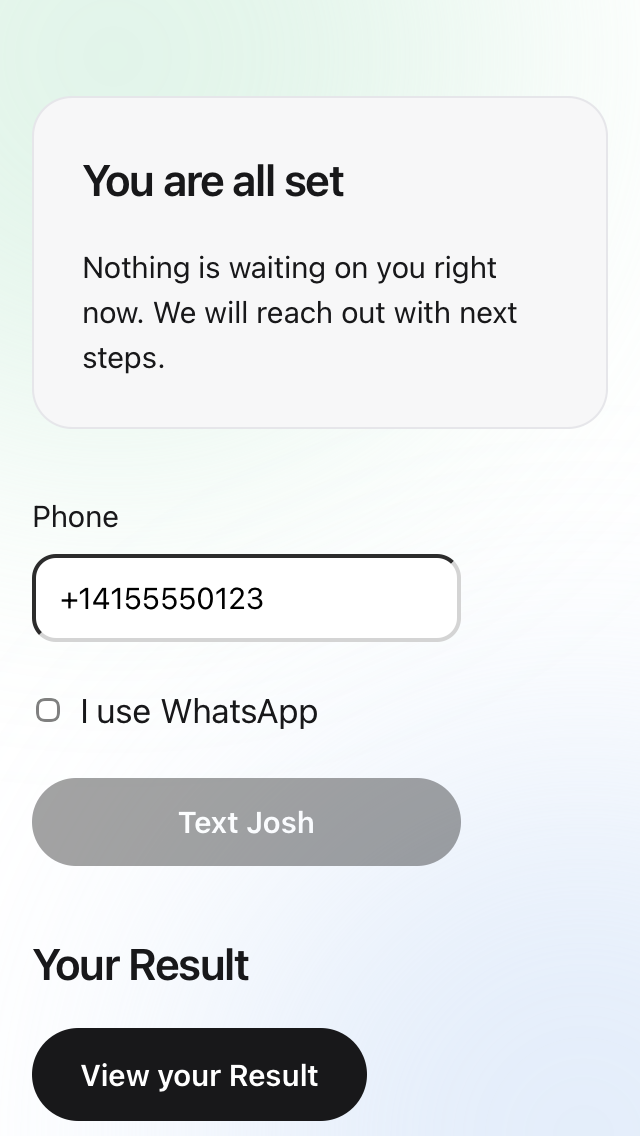 You are all set
Nothing is waiting on you right
now. We will reach out with next
steps.
Phone
+14155550123
I use WhatsApp
Text Josh
Your Result
View your Result